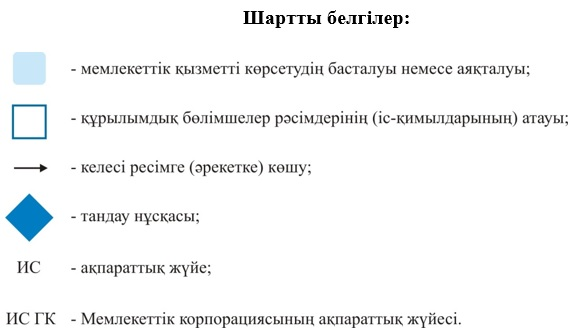 Шартты белгілер:
- мемлекеттік қызметті көрсетудің басталуы немесе аяқталуы;
- құрылымдық бөлімшелер рәсімдерінің (іс-қимылдарының) атауы;
- келесі ресімге (әрекетке) көшу;
- тандау нұсқасы;
ИС - ақпараттық жүйе;
ИС ГК - Мемлекеттік корпорациясының ақпараттық жүйесі.